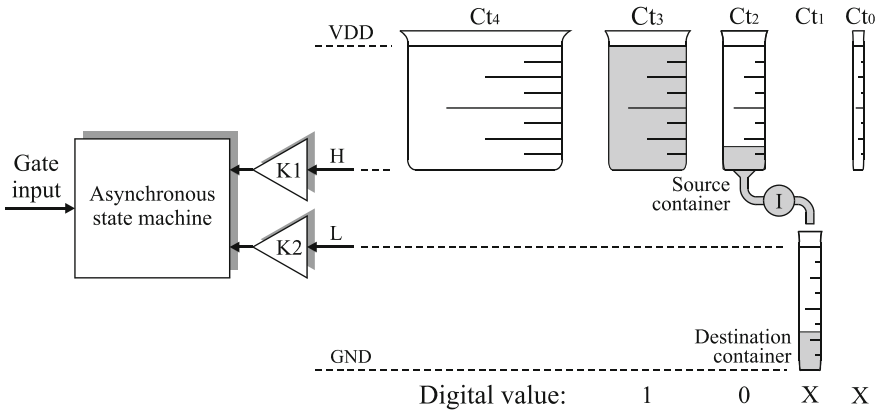 Ct4 Ct3 Ct2 Ct1 Ct0
VDD
Gate
input
Asynchronous
state machine
K1
H
K2
L
Source
container
I
Destination
container
GND
Digital value: 1 0 X X